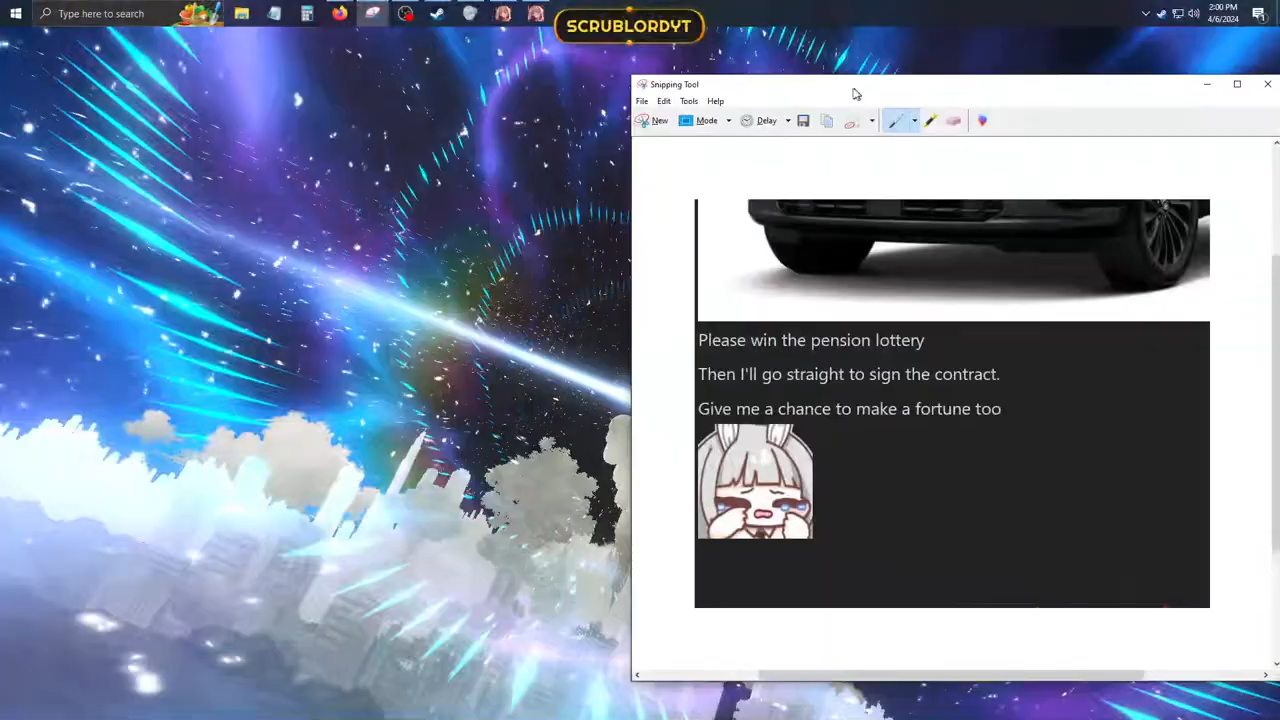 Type here to search
2:00 PM
4/6/2024
SCRUBLORDYT
Snipping Tool
File Edit Tools Help
New Mode Delay
Please win the pension lottery
Then I'll go straight to sign the contract.
Give me a chance to make a fortune too